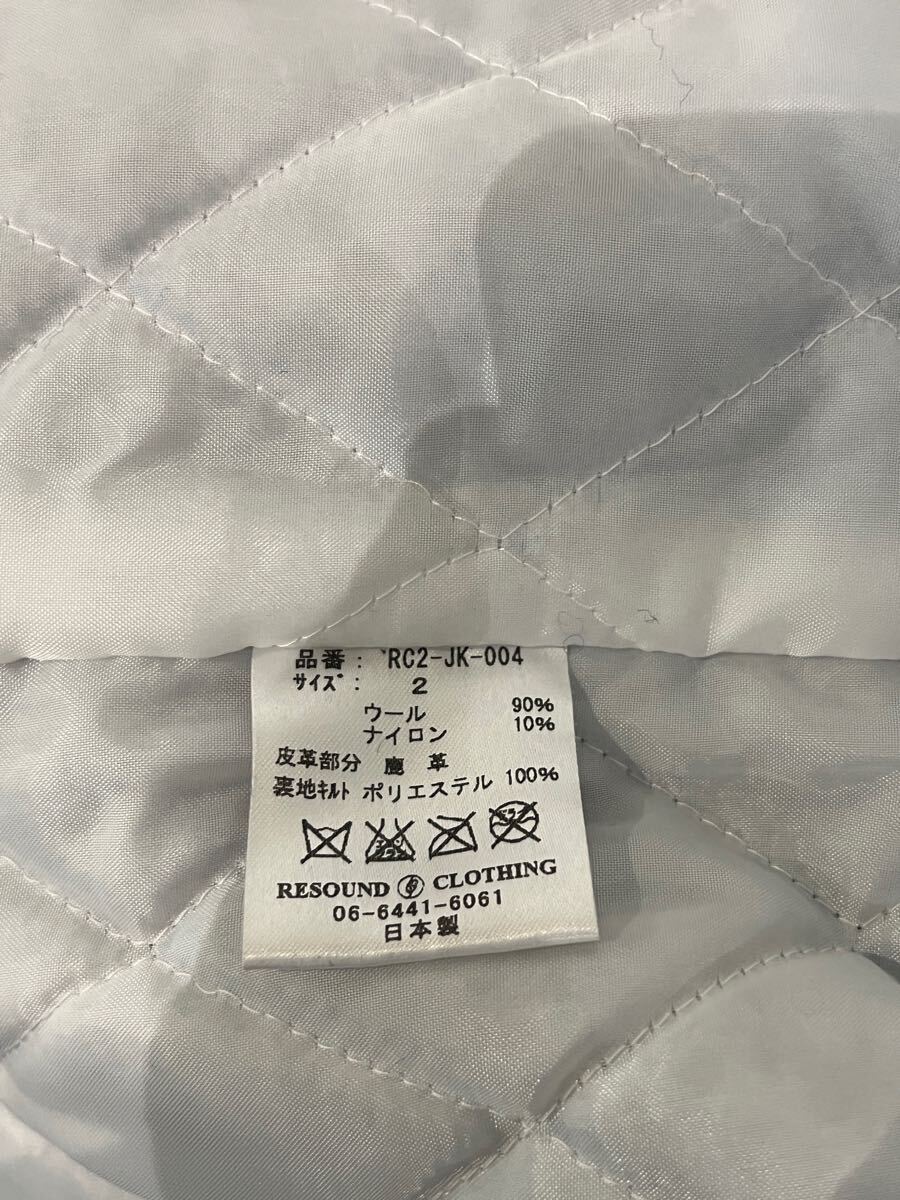 品番： RC2-JK-004
ｻｲｽﾞ： 2
ウール 90%
ナイロン 10%
皮革部分 鹿革
裏地ｷﾙﾄ ポリエステル 100%
RESOUND CLOTHING
06-6441-6061
日本製